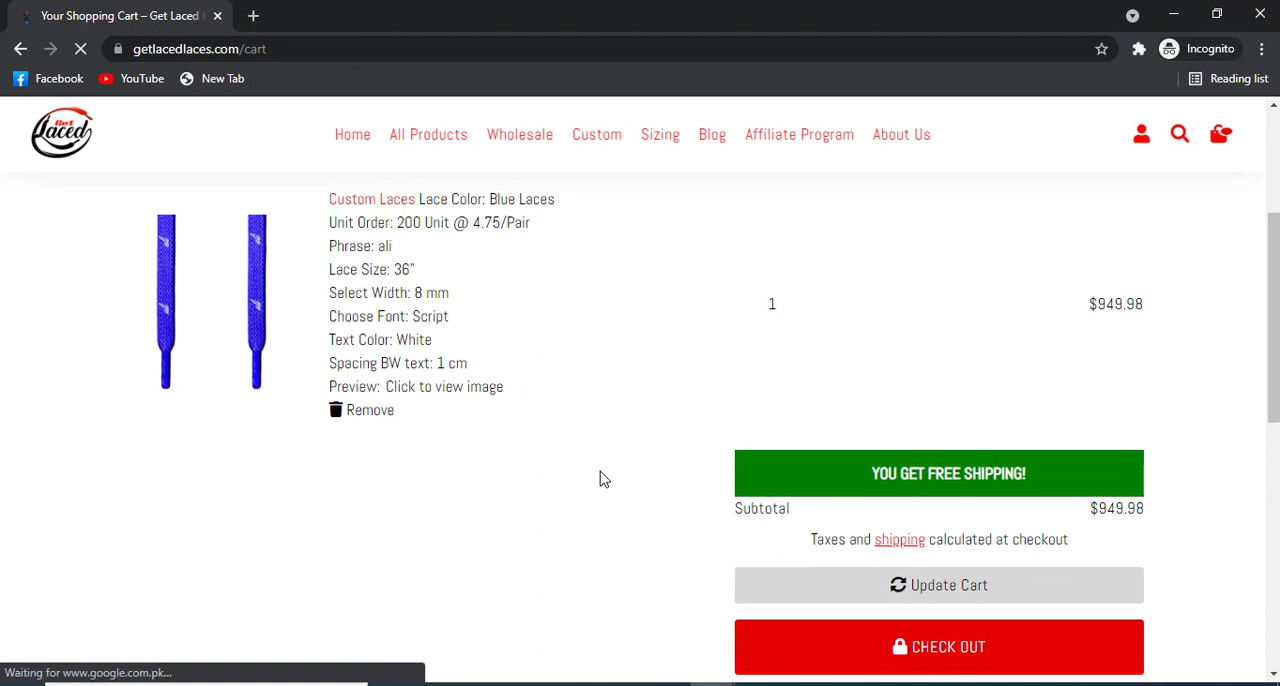 Your Shopping Cart – Get Laced
getlacedlaces.com/cart
Incognito
Facebook
YouTube
New Tab
Reading list
Get Laced
Home
All Products
Wholesale
Custom
Sizing
Blog
Affiliate Program
About Us
Custom Laces Lace Color: Blue Laces
Unit Order: 200 Unit @ 4.75/Pair
Phrase: ali
Lace Size: 36"
Select Width: 8 mm
Choose Font: Script
Text Color: White
Spacing BW text: 1 cm
Preview: Click to view image
Remove
1
$949.98
YOU GET FREE SHIPPING!
Subtotal
$949.98
Taxes and shipping calculated at checkout
Update Cart
CHECK OUT
Waiting for www.google.com.pk...